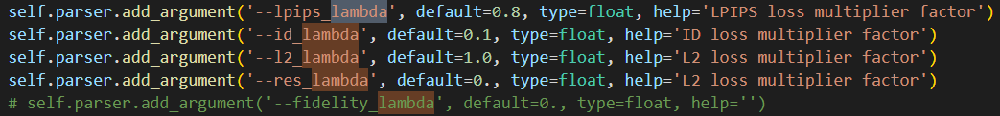 self.parser.add_argument('--lpips_lambda', default=0.8, type=float, help='LPIPS loss multiplier factor')
self.parser.add_argument('--id_lambda', default=0.1, type=float, help='ID loss multiplier factor')
self.parser.add_argument('--l2_lambda', default=1.0, type=float, help='L2 loss multiplier factor')
self.parser.add_argument('--res_lambda', default=0., type=float, help='L2 loss multiplier factor')
# self.parser.add_argument('--fidelity_lambda', default=0., type=float, help='')